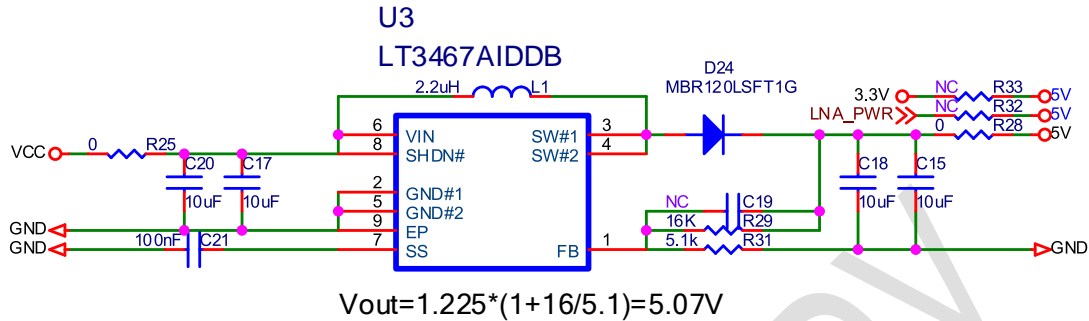 U3
LT3467AIDDB
2.2uH L1
D24
MBR120LSFT1G
3.3V NC R33 5V
LNA_PWR NC R32 5V
0 R28 5V
VCC 0 R25
C20 C17
10uF 10uF
6 VIN SW#1 3
8 SHDN# SW#2 4
2 GND#1
5 GND#2
9 EP
7 SS FB 1
GND
GND 100nF C21
NC C19
16K R29
5.1k R31
C18 C15
10uF 10uF
GND
Vout=1.225*(1+16/5.1)=5.07V